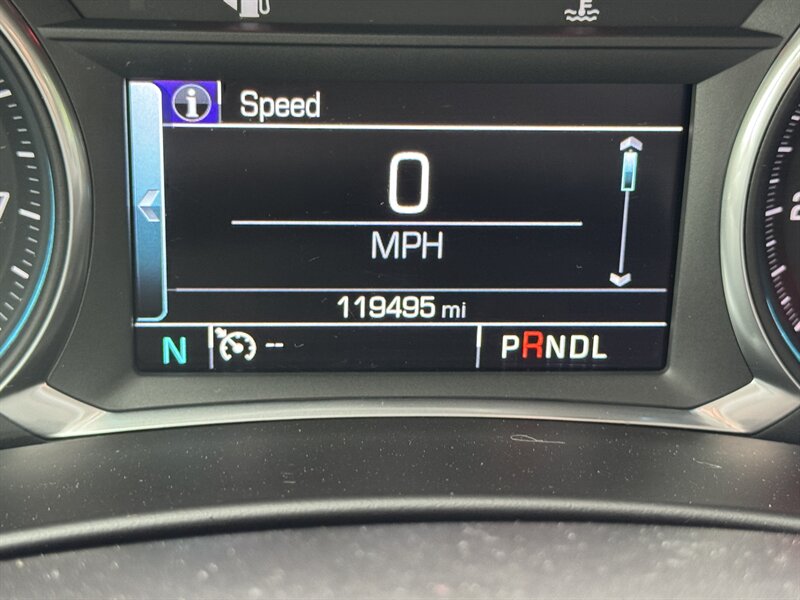 Speed
0
MPH
119495 mi
N -- PRNDL